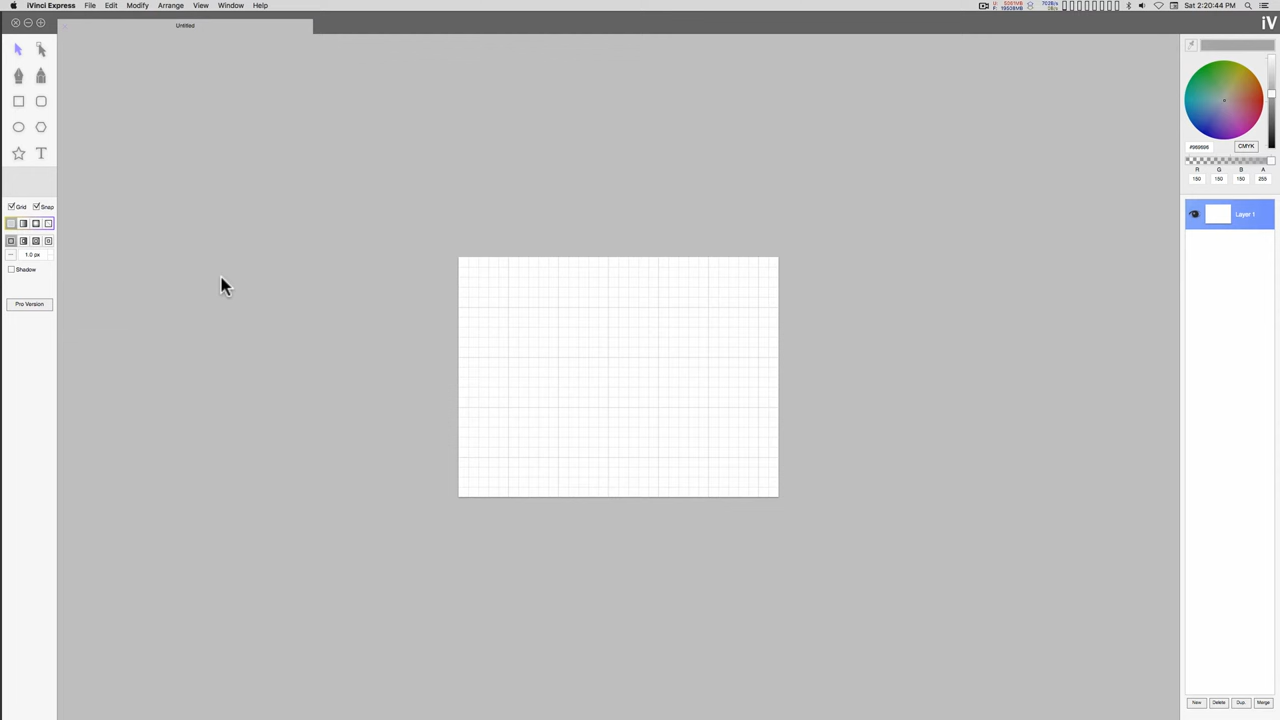 iVinci Express File Edit Modify Arrange View Window Help
Sat 2:20:44 PM
Untitled
iV
#969696 CMYK
R G B A
150 150 150 255
Grid Snap
Layer 1
1.0 px
Shadow
Pro Version
New Delete Dup. Merge